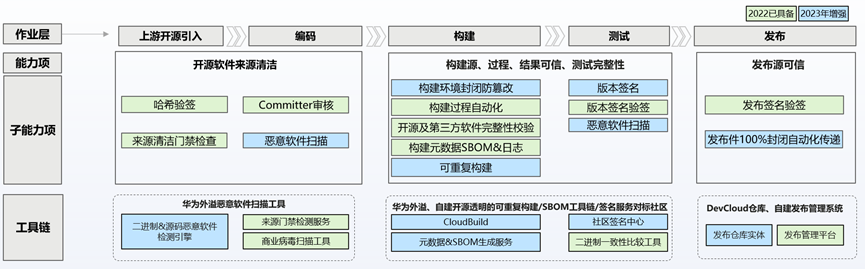 2022已具备 2023年增强
作业层 上游开源引入 编码 构建 测试 发布
能力项
开源软件来源清洁
构建源、过程、结果可信、测试完整性
发布源可信
子能力项
哈希验签 Committer审核
来源清洁门禁检查 恶意软件扫描
构建环境封闭防篡改
构建过程自动化
开源及第三方软件完整性校验
构建元数据SBOM&日志
可重复构建
版本签名
版本签名验签
恶意软件扫描
发布签名验签
发布件100%封闭自动化传递
工具链
华为外溢恶意软件扫描工具
二进制&源码恶意软件
检测引擎
来源门禁检测服务
商业病毒扫描工具
华为外溢、自建开源透明的可重复构建/SBOM工具链/签名服务对标社区
CloudBuild 社区签名中心
元数据&SBOM生成服务 二进制一致性比较工具
DevCloud仓库、自建发布管理系统
发布仓库实体 发布管理平台